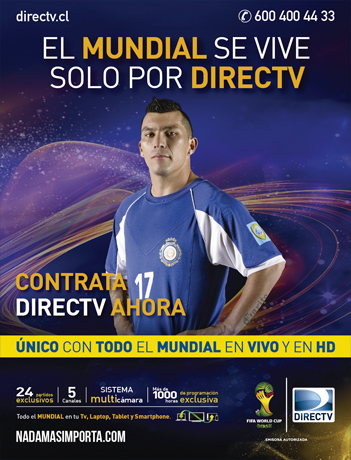 directv.cl
600 400 44 33
EL MUNDIAL SE VIVE
SOLO POR DIRECTV
17
CONTRATA
DIRECTV AHORA
ÚNICO CON TODO EL MUNDIAL EN VIVO Y EN HD
24 partidos exclusivos
5 Canales
SISTEMA multicámara
Más de 1000 horas de programación exclusiva
Todo el MUNDIAL en tu Tv, Laptop, Tablet y Smartphone.
NADAMASIMPORTA.COM
FIFA WORLD CUP
Brasil
DIRECTV
EMISORA AUTORIZADA